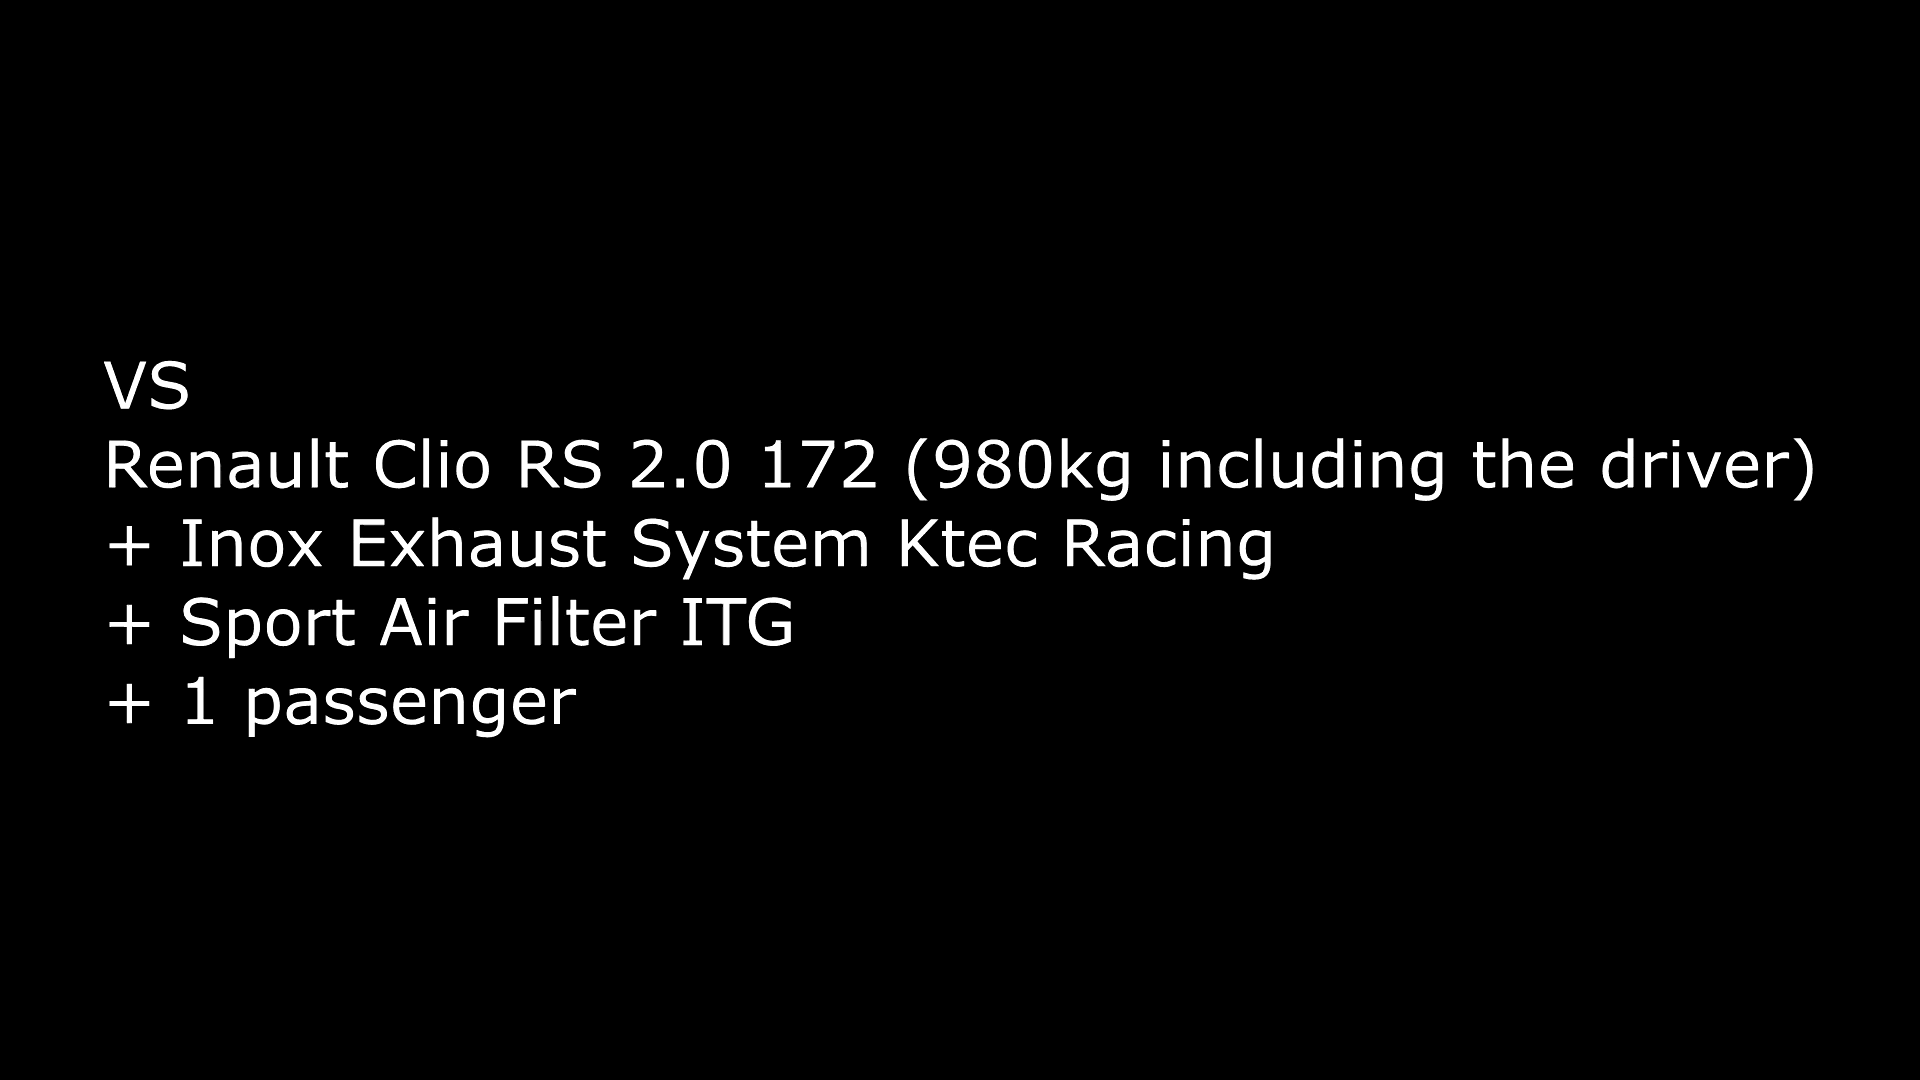 VS
Renault Clio RS 2.0 172 (980kg including the driver)
+ Inox Exhaust System Ktec Racing
+ Sport Air Filter ITG
+ 1 passenger